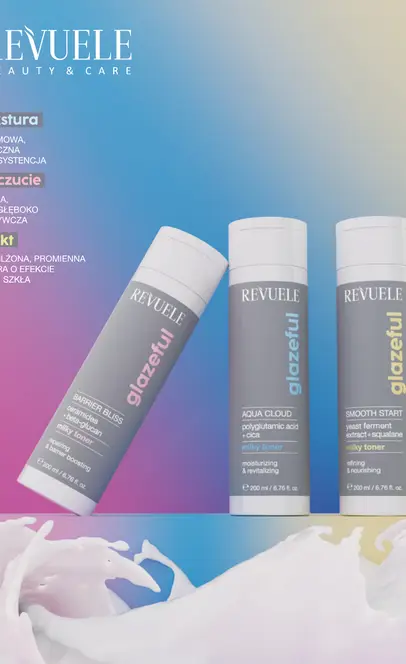 REVUELE
EAUTY & CARE
kstura
MOWA,
CZNA
SYSTENCJA
czucie
A,
GŁĘBOKO
YWCZA
kt
LŻONA, PROMIENNA
RA O EFEKCIE
SZKŁA
REVUELE
glazeful
BARRIER BLISS
ceramides
+ beta-glucan
milky toner
repairing
& barrier boosting
℮ 200 ml / 6.76 fl. oz.
REVUELE
glazeful
AQUA CLOUD
polyglutamic acid
+ cica
milky toner
moisturizing
& revitalizing
℮ 200 ml / 6.76 fl. oz.
REVUELE
glazeful
SMOOTH START
yeast ferment
extract + squalane
milky toner
refining
& nourishing
℮ 200 ml / 6.76 fl. oz.